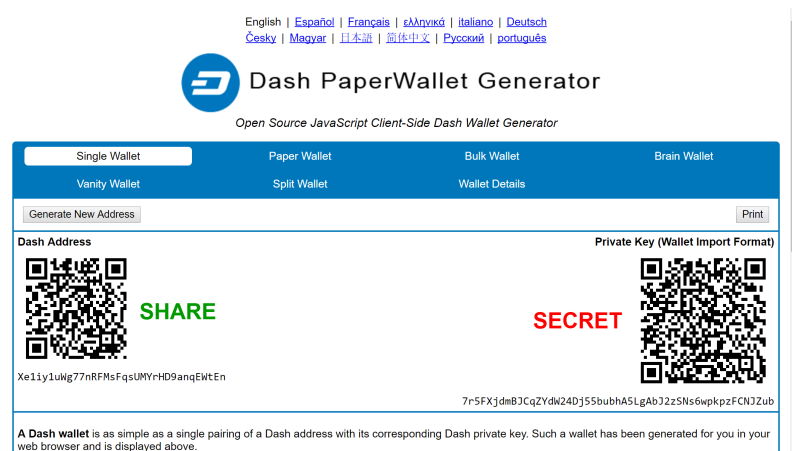 English | Español | Français | ελληνικά | italiano | Deutsch
Česky | Magyar | 日本語 | 简体中文 | Русский | português
Dash PaperWallet Generator
Open Source JavaScript Client-Side Dash Wallet Generator
Single Wallet Paper Wallet Bulk Wallet Brain Wallet
Vanity Wallet Split Wallet Wallet Details
Generate New Address Print
Dash Address Private Key (Wallet Import Format)
SHARE SECRET
Xe1iy1uWg77nRFMsFqsUMYrHD9anqEWtEn
7r5FXjdmBJCqZYdW24Dj55bubhA5LgAbJ2zSNs6wpkpzFCNJZub
A Dash wallet is as simple as a single pairing of a Dash address with its corresponding Dash private key. Such a wallet has been generated for you in your
web browser and is displayed above.